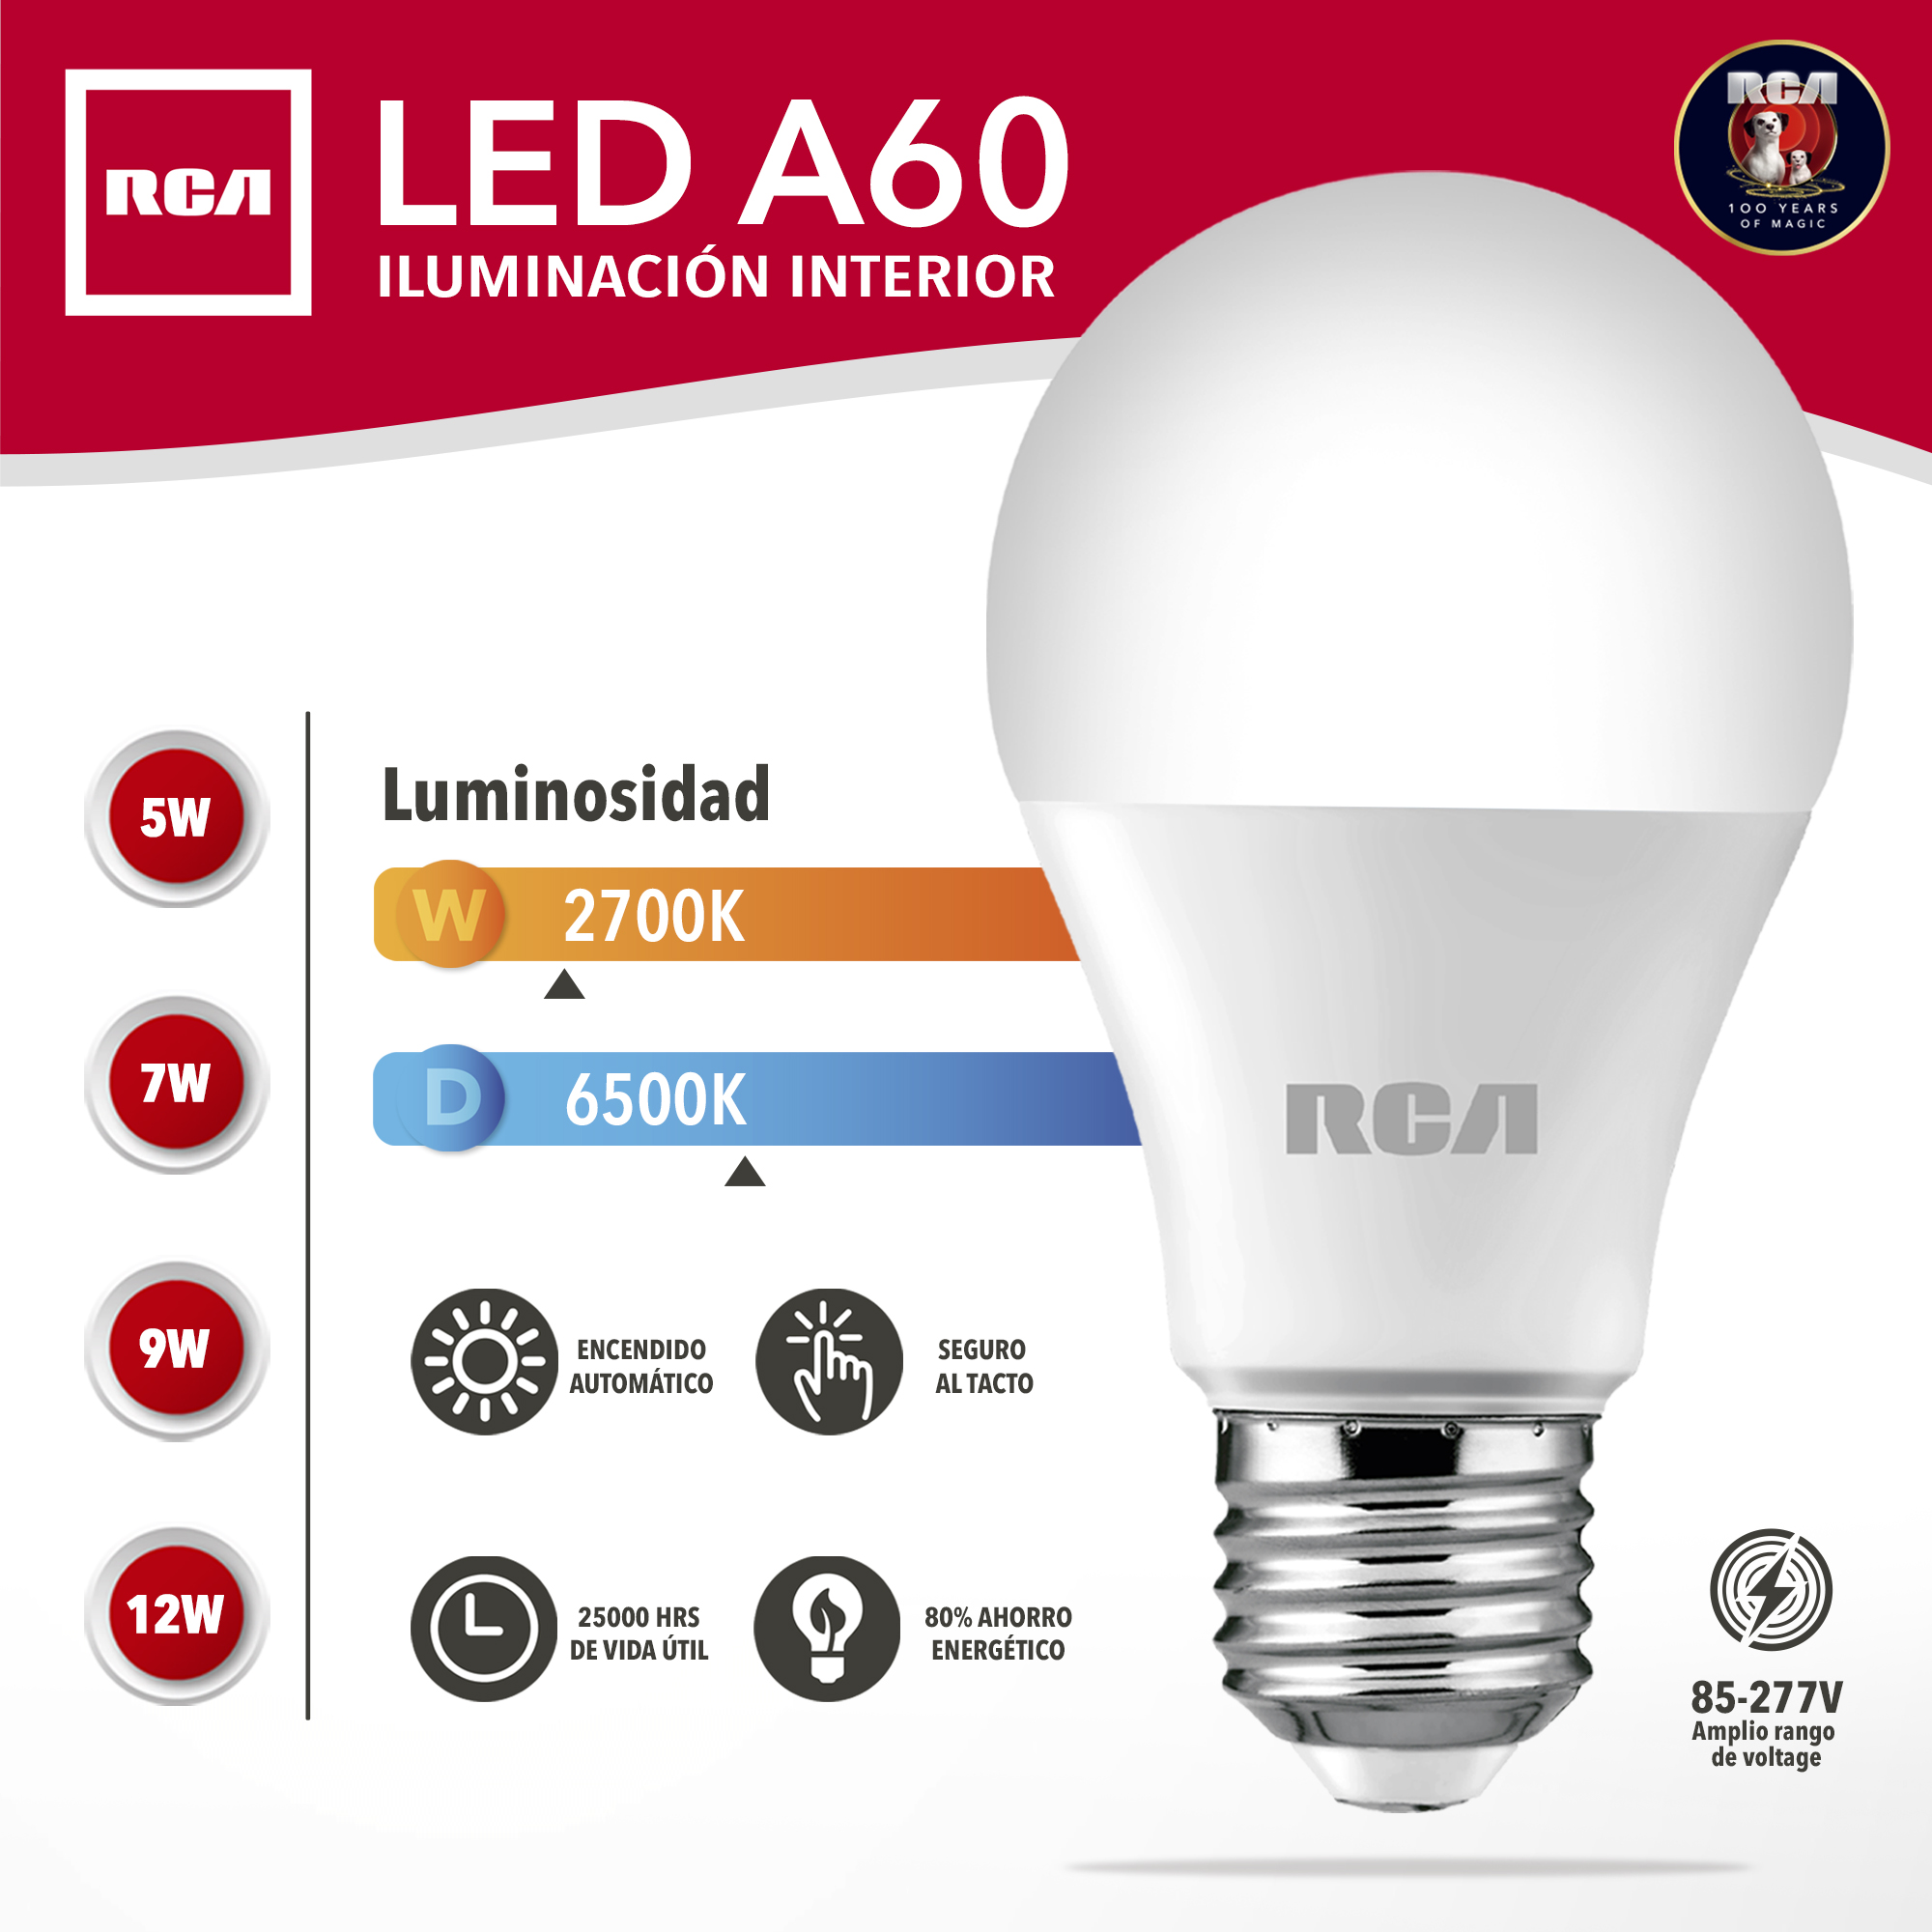 RCA
LED A60
ILUMINACIÓN INTERIOR
RCA
100 YEARS
OF MAGIC
5W
7W
9W
12W
Luminosidad
W 2700K
D 6500K
ENCENDIDO
AUTOMÁTICO
SEGURO
AL TACTO
25000 HRS
DE VIDA ÚTIL
80% AHORRO
ENERGÉTICO
RCA
85-277V
Amplio rango
de voltage